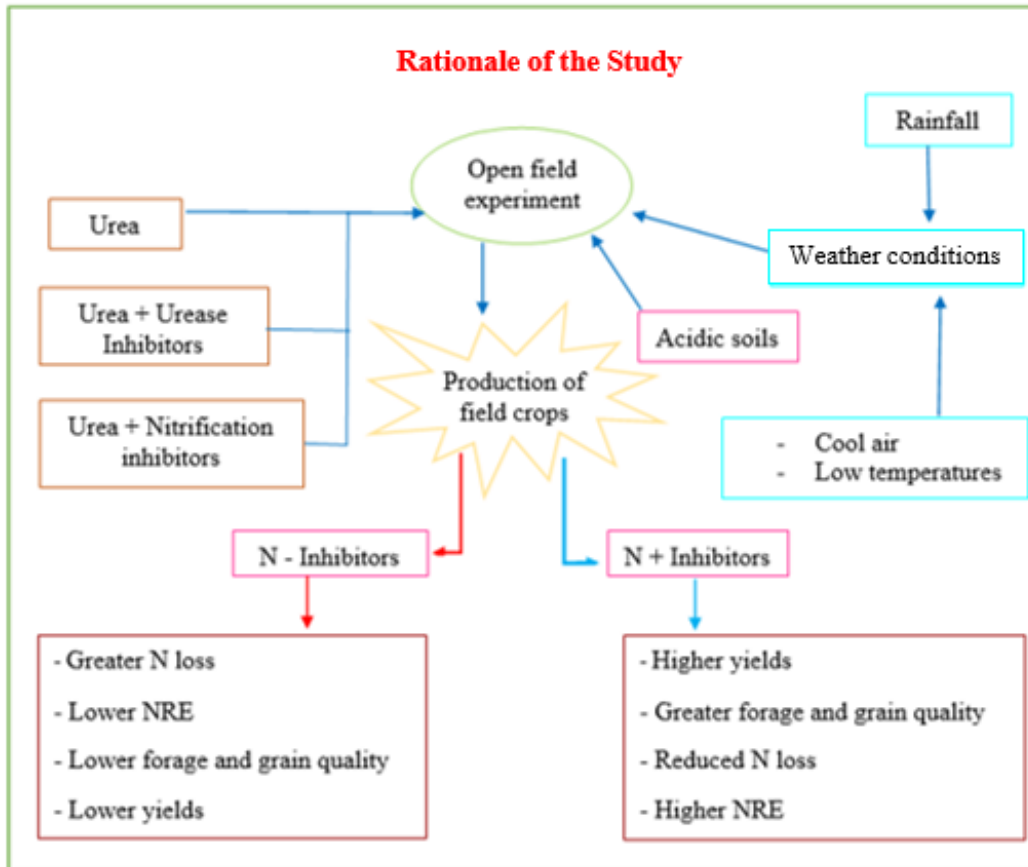 Rationale of the Study
Rainfall
Open field
experiment
Urea
Weather conditions
Urea + Urease
Inhibitors
Acidic soils
Production of
field crops
Urea + Nitrification
inhibitors
- Cool air
- Low temperatures
N - Inhibitors
N + Inhibitors
- Greater N loss
- Lower NRE
- Lower forage and grain quality
- Lower yields
- Higher yields
- Greater forage and grain quality
- Reduced N loss
- Higher NRE